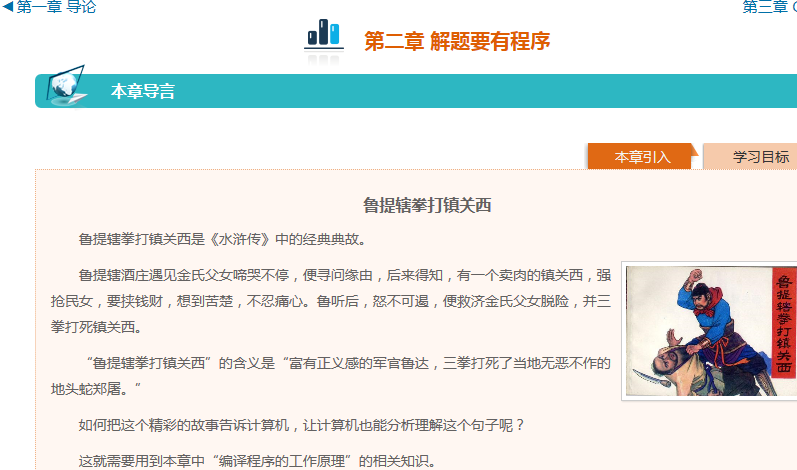 ◀ 第一章 导论
第三章
第二章 解题要有程序
本章导言
本章引入
学习目标
鲁提辖拳打镇关西
鲁提辖拳打镇关西是《水浒传》中的经典典故。
鲁提辖酒庄遇见金氏父女啼哭不停，便寻问缘由，后来得知，有一个卖肉的镇关西，强
抢民女，要挟钱财，想到苦楚，不忍痛心。鲁听后，怒不可遏，便救济金氏父女脱险，并三
拳打死镇关西。
鲁提辖拳打镇关西
“鲁提辖拳打镇关西”的含义是“富有正义感的军官鲁达，三拳打死了当地无恶不作的
地头蛇郑屠。”
如何把这个精彩的故事告诉计算机，让计算机也能分析理解这个句子呢？
这就需要用到本章中“编译程序的工作原理”的相关知识。